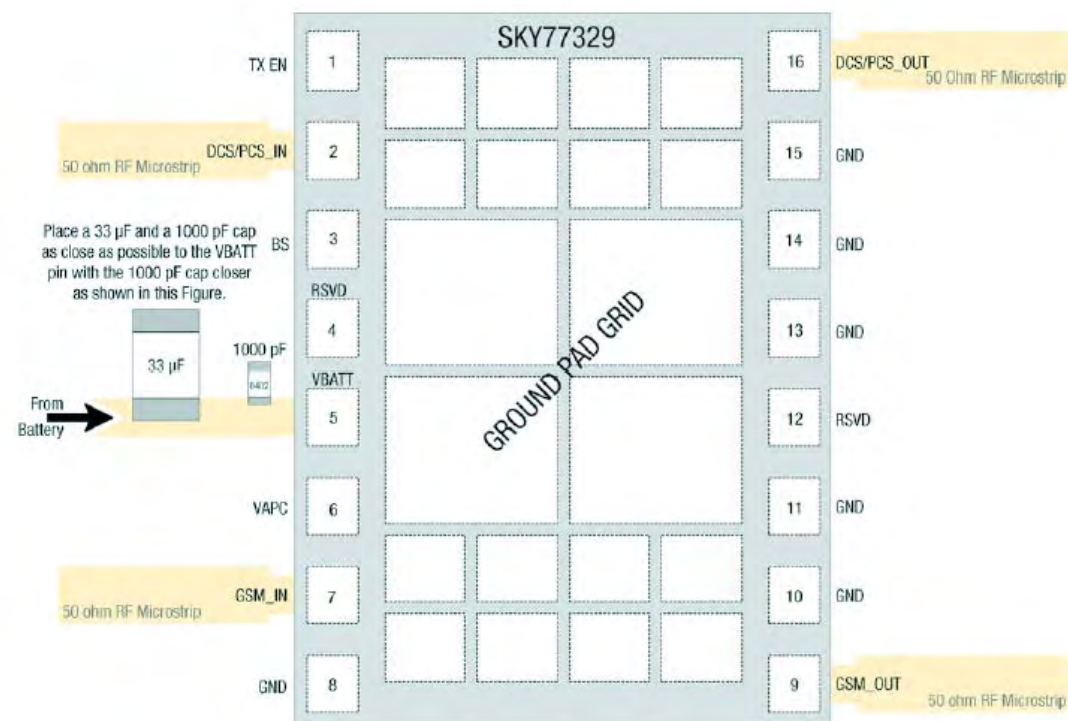 SKY77329
TX EN
1
16
DCS/PCS_OUT
50 Ohm RF Microstrip
DCS/PCS_IN
50 ohm RF Microstrip
2
15
GND
Place a 33 µF and a 1000 pF cap
as close as possible to the VBATT
pin with the 1000 pF cap closer
as shown in this Figure.
BS
3
14
GND
RSVD
4
13
GND
33 µF
1000 pF
0402
VBATT
5
12
RSVD
From
Battery
GROUND PAD GRID
VAPC
6
11
GND
GSM_IN
50 ohm RF Microstrip
7
10
GND
GND
8
9
GSM_OUT
50 ohm RF Microstrip